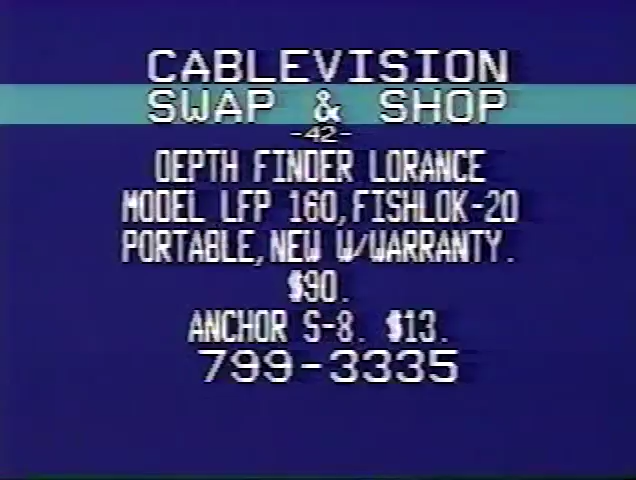 CABLEVISION
SWAP & SHOP
-42-
DEPTH FINDER LORANCE
MODEL LFP 160,FISHLOK-20
PORTABLE,NEW W/WARRANTY.
$90.
ANCHOR S-8. $13.
799-3335